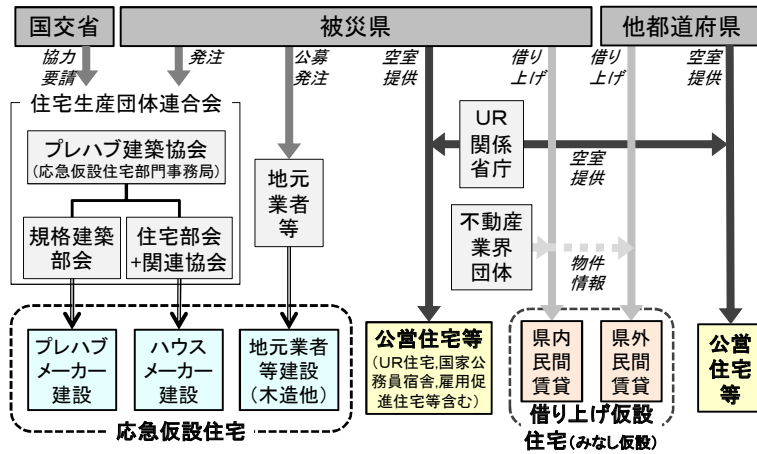 国交省
被災県
他都道府県
協力
要請
発注
公募
発注
空室
提供
借り
上げ
借り
上げ
空室
提供
住宅生産団体連合会
プレハブ建築協会
(応急仮設住宅部門事務局)
規格建築
部会
住宅部会
+関連協会
地元
業者
等
UR
関係
省庁
空室
提供
不動産
業界
団体
物件
情報
プレハブ
メーカー
建設
ハウス
メーカー
建設
地元業者
等建設
(木造他)
応急仮設住宅
公営住宅等
(UR住宅,国家公
務員宿舎,雇用促
進住宅等含む)
県内
民間
賃貸
県外
民間
賃貸
借り上げ仮設
住宅(みなし仮設)
公営
住宅
等